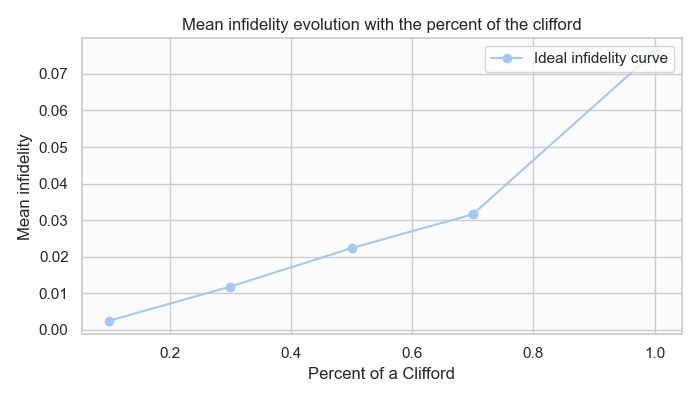 Mean infidelity evolution with the percent of the clifford
Ideal infidelity curve
Mean infidelity
0.07
0.06
0.05
0.04
0.03
0.02
0.01
0.00
0.2 0.4 0.6 0.8 1.0
Percent of a Clifford